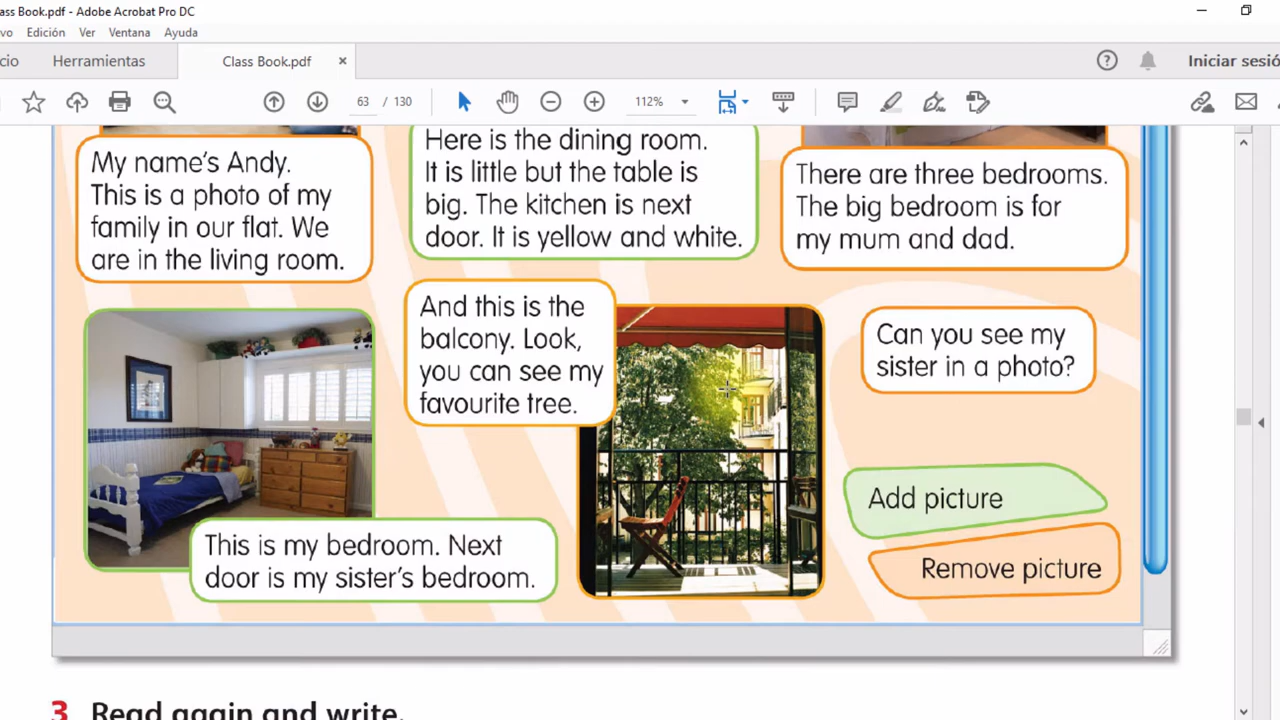 ass Book.pdf - Adobe Acrobat Pro DC
vo Edición Ver Ventana Ayuda
cio Herramientas Class Book.pdf × Iniciar sesió
63 / 130 112%
My name's Andy.
This is a photo of my
family in our flat. We
are in the living room.
Here is the dining room.
It is little but the table is
big. The kitchen is next
door. It is yellow and white.
There are three bedrooms.
The big bedroom is for
my mum and dad.
And this is the
balcony. Look,
you can see my
favourite tree.
Can you see my
sister in a photo?
This is my bedroom. Next
door is my sister's bedroom.
Add picture
Remove picture
3 Read again and write.